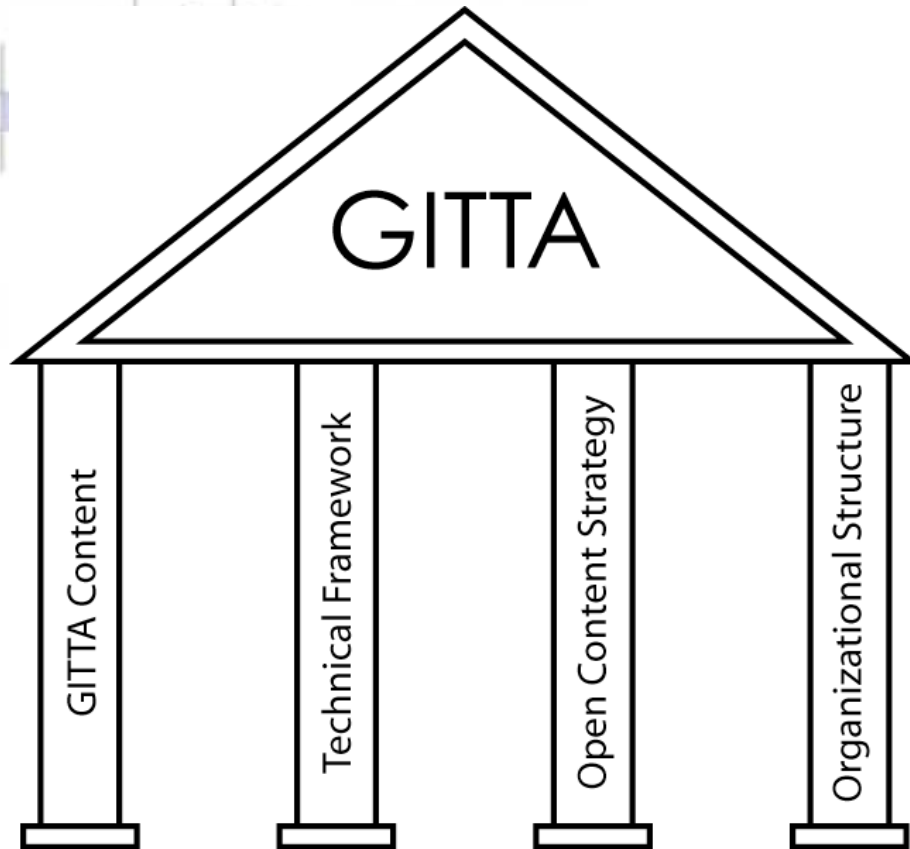 GITTA
GITTA Content
Technical Framework
Open Content Strategy
Organizational Structure